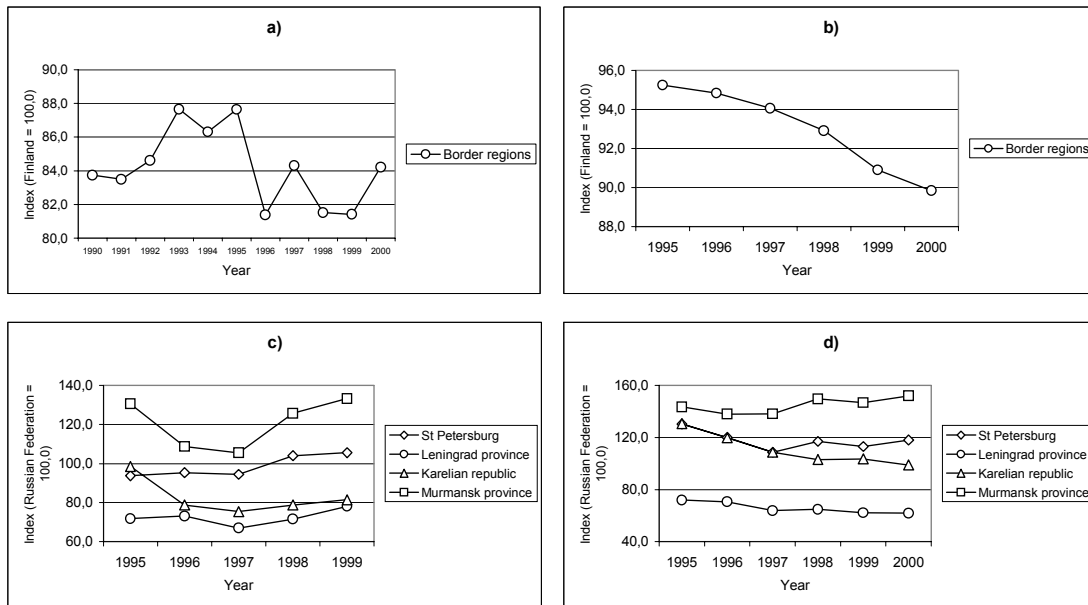 a)
Index (Finland = 100,0)
90,0
88,0
86,0
84,0
82,0
80,0
1990 1991 1992 1993 1994 1995 1996 1997 1998 1999 2000
Year
Border regions
b)
Index (Finland = 100,0)
96,0
94,0
92,0
90,0
88,0
1995 1996 1997 1998 1999 2000
Year
Border regions
c)
Index (Russian Federation =
100,0)
140,0
120,0
100,0
80,0
60,0
1995 1996 1997 1998 1999
Year
St Petersburg
Leningrad province
Karelian republic
Murmansk province
d)
Index (Russian Federation =
100,0)
160,0
120,0
80,0
40,0
1995 1996 1997 1998 1999 2000
Year
St Petersburg
Leningrad province
Karelian republic
Murmansk province